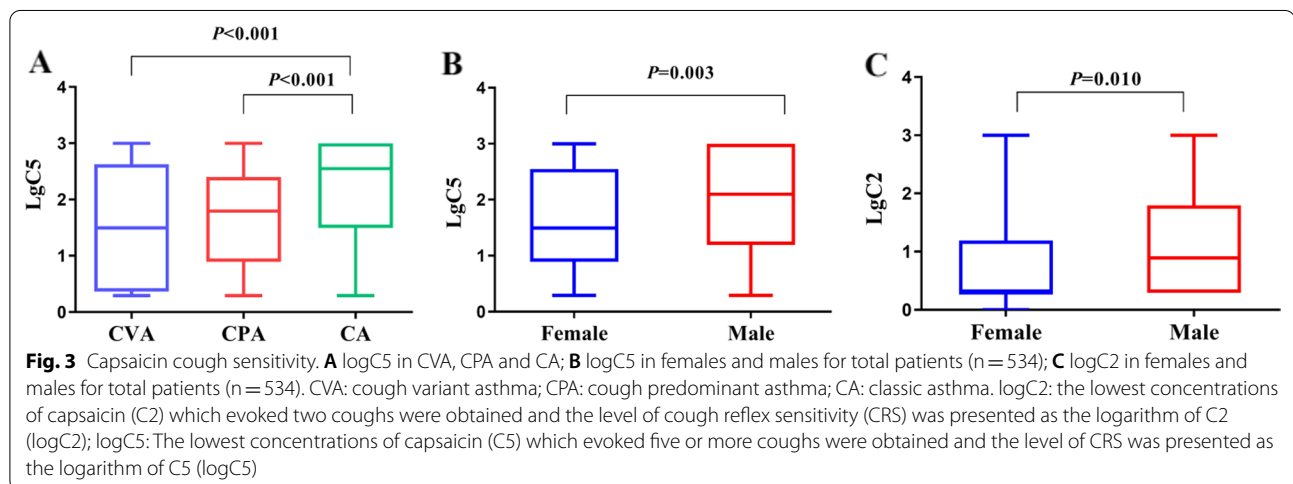 P<0.001
P<0.001
A
LgC5
4
3
2
1
0
CVA CPA CA
P=0.003
B
LgC5
4
3
2
1
0
Female Male
P=0.010
C
LgC2
4
3
2
1
0
Female Male
Fig. 3 Capsaicin cough sensitivity. A logC5 in CVA, CPA and CA; B logC5 in females and males for total patients (n = 534); C logC2 in females and
males for total patients (n = 534). CVA: cough variant asthma; CPA: cough predominant asthma; CA: classic asthma. logC2: the lowest concentrations
of capsaicin (C2) which evoked two coughs were obtained and the level of cough reflex sensitivity (CRS) was presented as the logarithm of C2
(logC2); logC5: The lowest concentrations of capsaicin (C5) which evoked five or more coughs were obtained and the level of CRS was presented as
the logarithm of C5 (logC5)